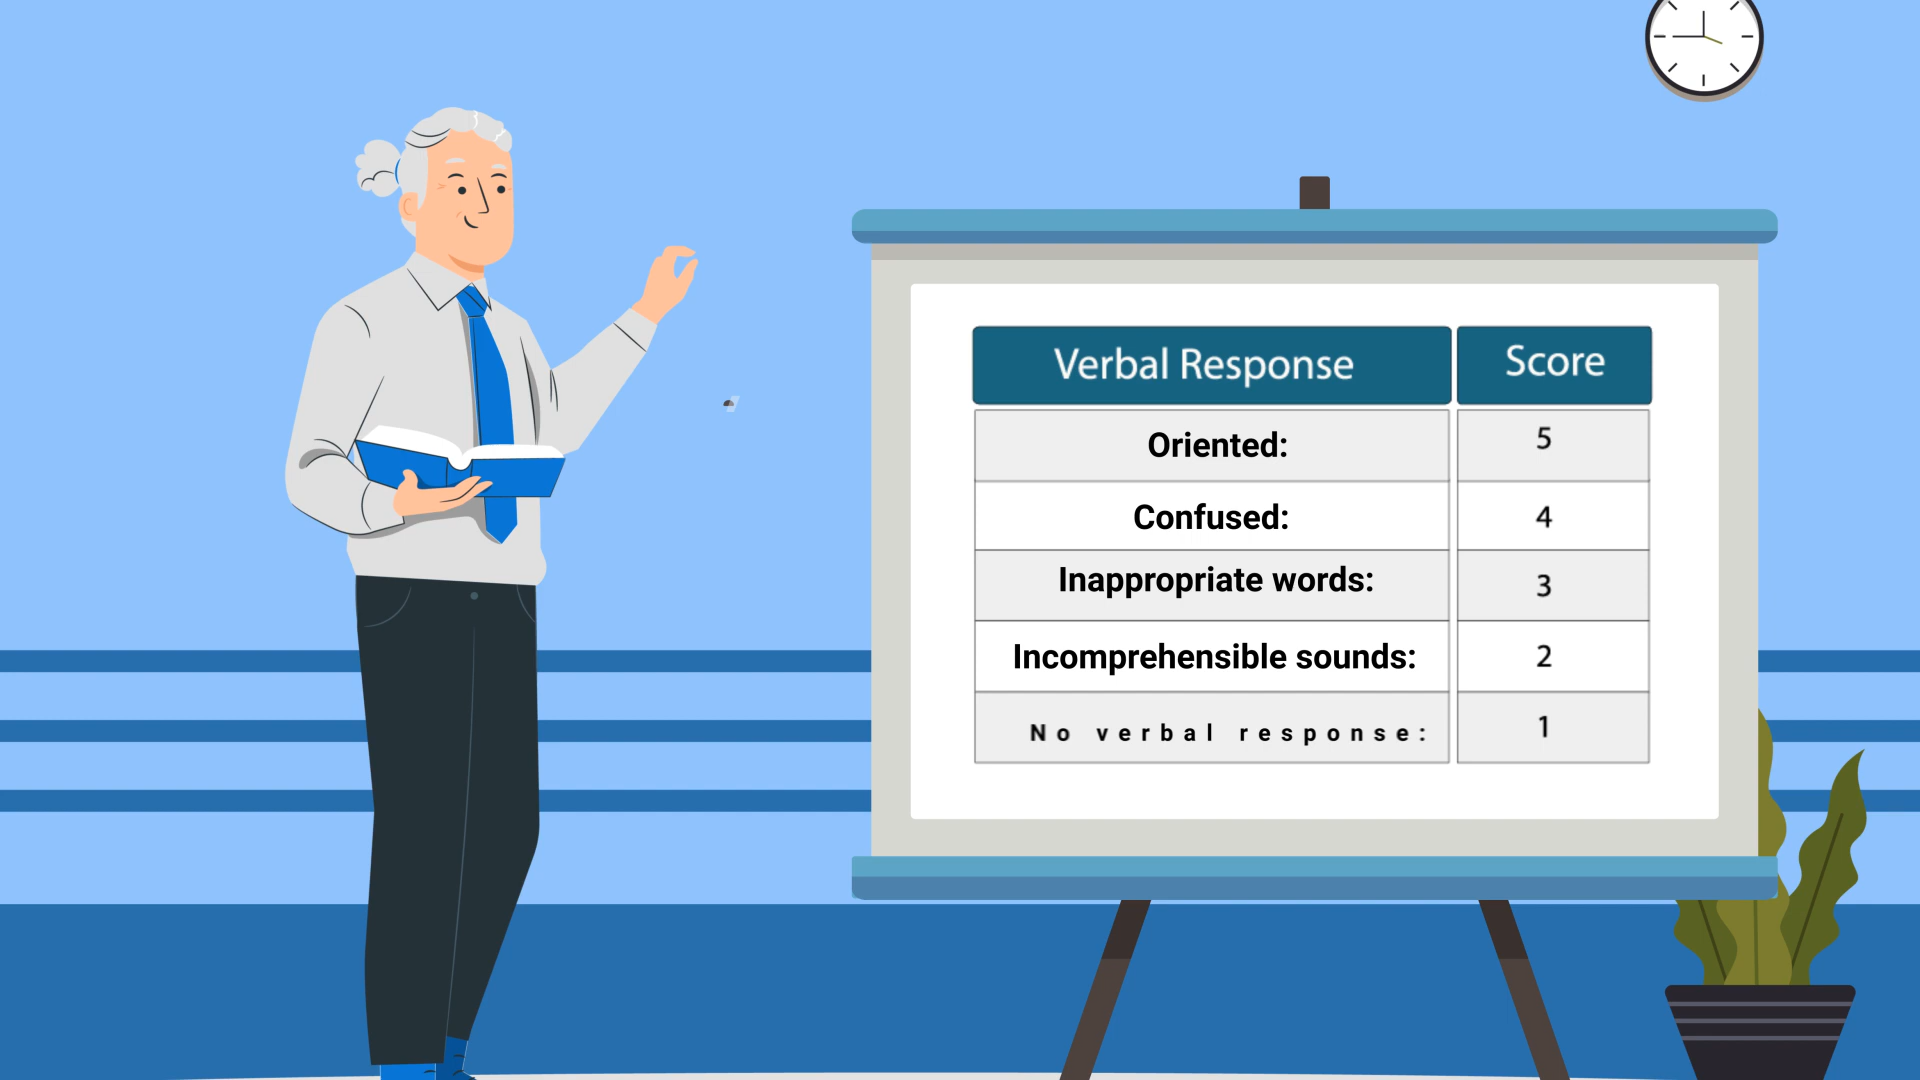 Verbal Response Score
Oriented: 5
Confused: 4
Inappropriate words: 3
Incomprehensible sounds: 2
No verbal response: 1